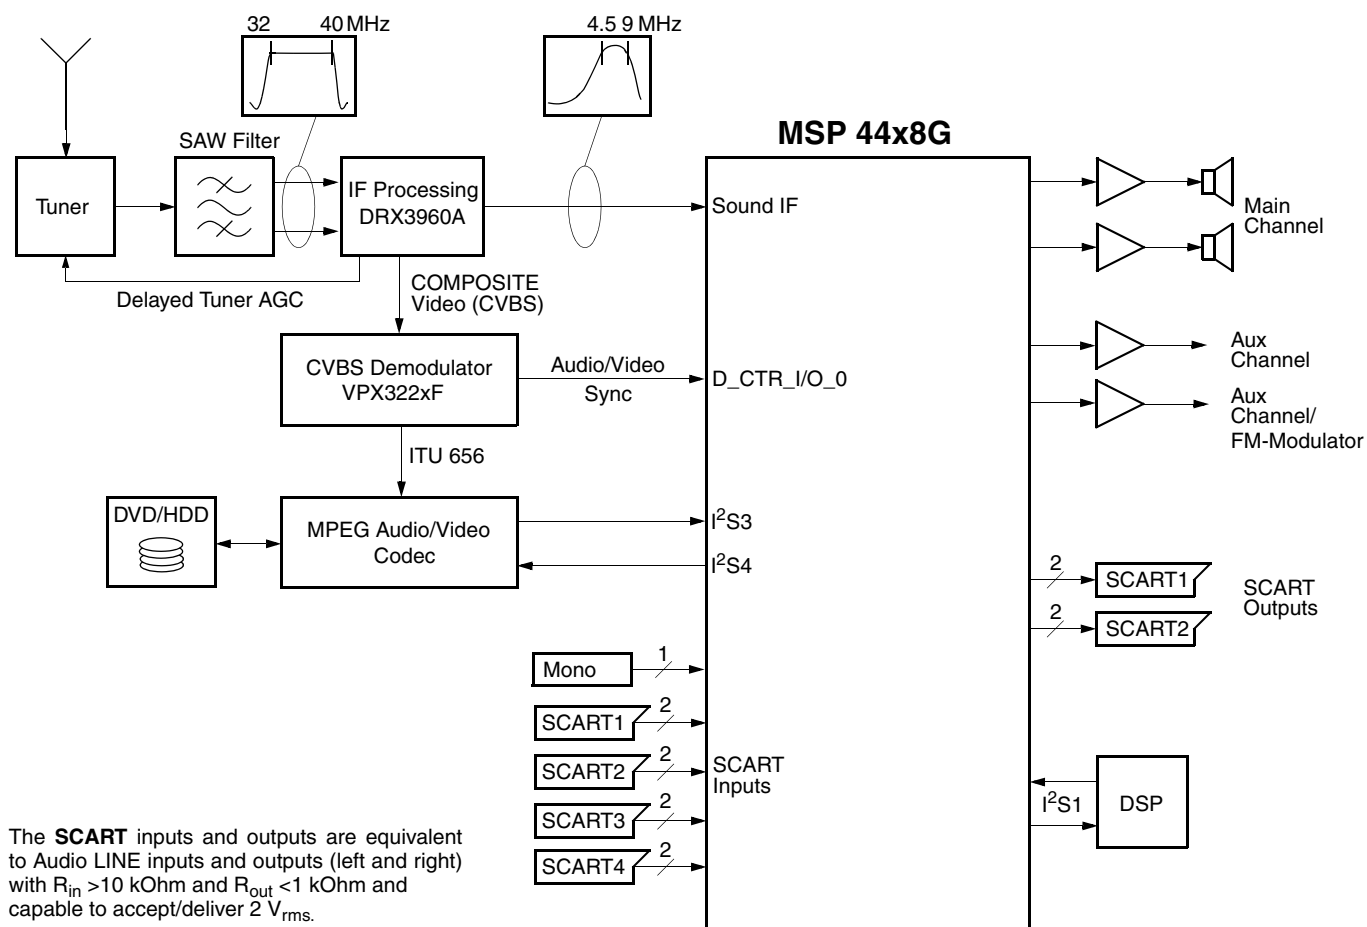 32
40 MHz
4.5 9 MHz
MSP 44x8G
SAW Filter
Tuner
IF Processing
DRX3960A
Sound IF
Main
Channel
Delayed Tuner AGC
COMPOSITE
Video (CVBS)
CVBS Demodulator
VPX322xF
Audio/Video
Sync
D_CTR_I/O_0
Aux
Channel
Aux
Channel/
FM-Modulator
ITU 656
DVD/HDD
MPEG Audio/Video
Codec
I²S3
I²S4
2
SCART1
2
SCART2
SCART
Outputs
Mono
1
SCART1
2
SCART2
2
SCART3
2
SCART4
2
SCART
Inputs
I²S1
DSP
The SCART inputs and outputs are equivalent
to Audio LINE inputs and outputs (left and right)
with Rin >10 kOhm and Rout <1 kOhm and
capable to accept/deliver 2 Vrms.